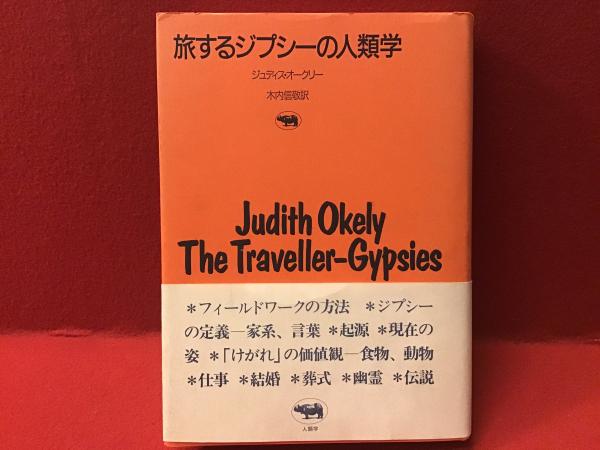 旅するジプシーの人類学
ジュディス・オークリー
木内信敬訳
Judith Okely
The Traveller-Gypsies
＊フィールドワークの方法　＊ジプシー
の定義―家系、言葉　＊起源　＊現在の
姿　＊「けがれ」の価値観―食物、動物
＊仕事　＊結婚　＊葬式　＊幽霊　＊伝説
人類学